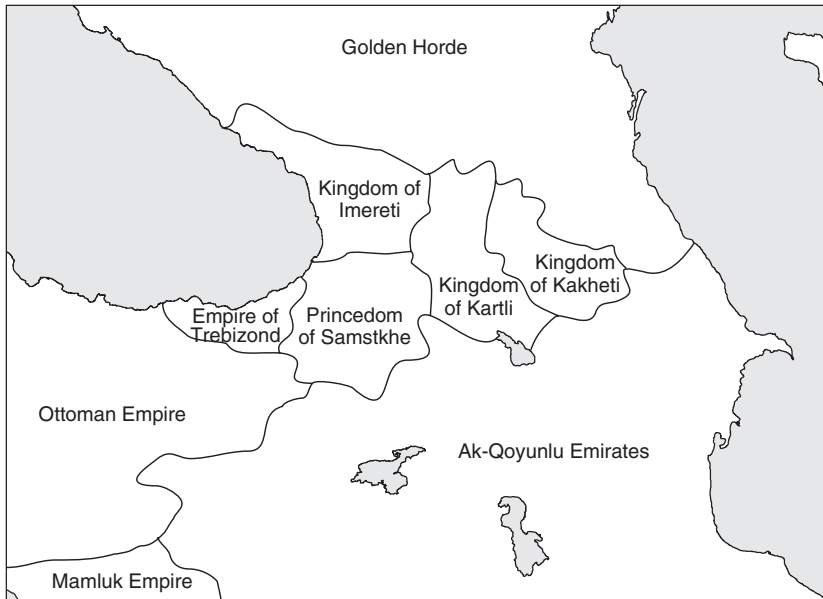 Golden Horde
Kingdom of
Imereti
Kingdom
of Kakheti
Kingdom
of Kartli
Empire of
Trebizond
Princedom
of Samstkhe
Ottoman Empire
Ak-Qoyunlu Emirates
Mamluk Empire